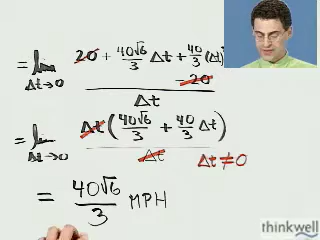 = lim Δt→0 20 + 40√6/3 Δt + 40/3 (Δt)
- 20
Δt
= lim Δt→0 Δt(40√6/3 + 40/3 Δt)
Δt Δt≠0
= 40√6/3 MPH
thinkwell